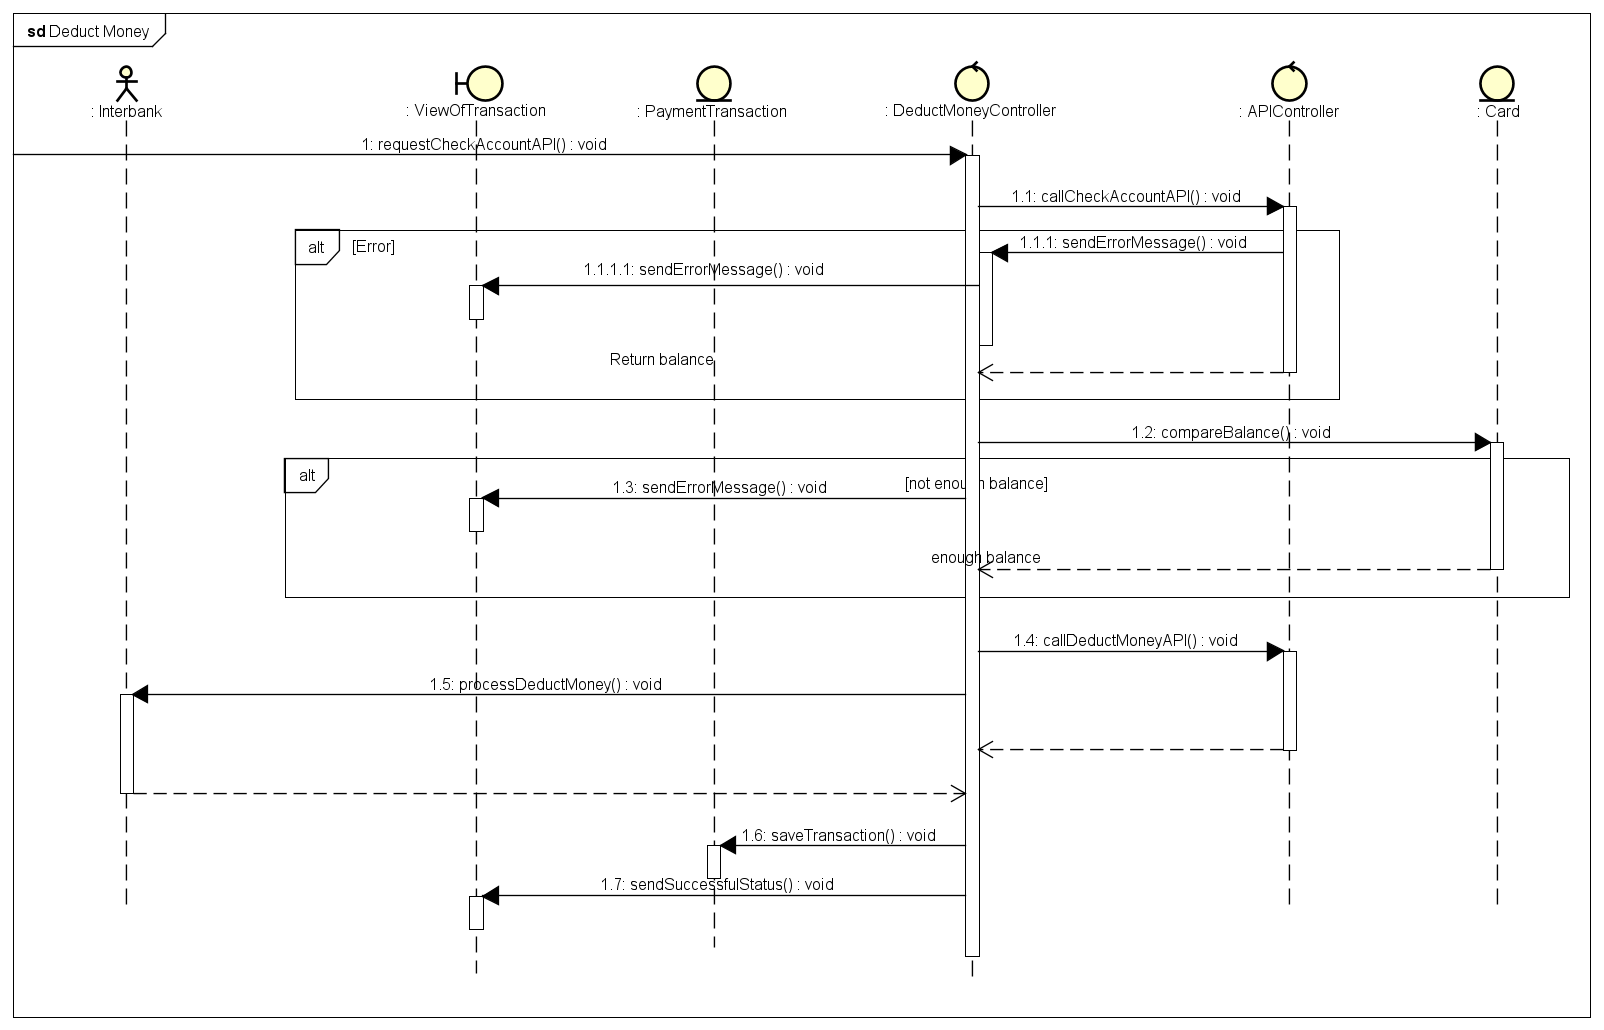 sd Deduct Money
: Interbank
: ViewOfTransaction
: PaymentTransaction
: DeductMoneyController
: APIController
: Card
1: requestCheckAccountAPI() : void
1.1: callCheckAccountAPI() : void
alt
[Error]
1.1.1: sendErrorMessage() : void
1.1.1.1: sendErrorMessage() : void
Return balance
1.2: compareBalance() : void
alt
[not enough balance]
1.3: sendErrorMessage() : void
enough balance
1.4: callDeductMoneyAPI() : void
1.5: processDeductMoney() : void
1.6: saveTransaction() : void
1.7: sendSuccessfulStatus() : void